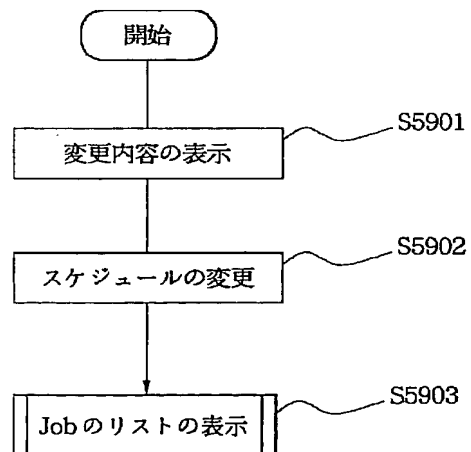 開始
変更内容の表示
S5901
スケジュールの変更
S5902
Jobのリストの表示
S5903